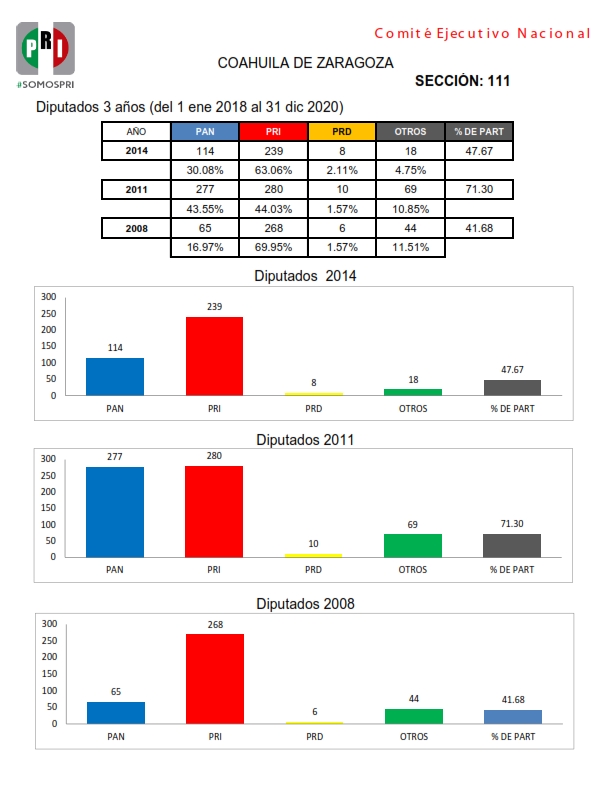 Comité Ejecutivo Nacional
PRI
#SOMOSPRI
COAHUILA DE ZARAGOZA
SECCIÓN: 111
Diputados 3 años (del 1 ene 2018 al 31 dic 2020)
AÑO PAN PRI PRD OTROS % DE PART
2014 114 239 8 18 47.67
30.08% 63.06% 2.11% 4.75%
2011 277 280 10 69 71.30
43.55% 44.03% 1.57% 10.85%
2008 65 268 6 44 41.68
16.97% 69.95% 1.57% 11.51%
Diputados 2014
300
250
200
150
100
50
0
114 239 8 18 47.67
PAN PRI PRD OTROS % DE PART
Diputados 2011
300
250
200
150
100
50
0
277 280 10 69 71.30
PAN PRI PRD OTROS % DE PART
Diputados 2008
300
250
200
150
100
50
0
65 268 6 44 41.68
PAN PRI PRD OTROS % DE PART